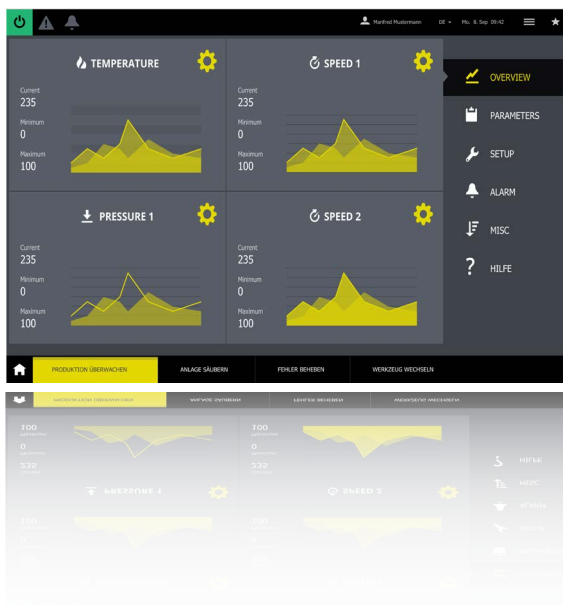 Manfred Mustermann DE Mo. 8. Sep 09:42
TEMPERATURE
Current
235
Minimum
0
Maximum
100
SPEED 1
Current
235
Minimum
0
Maximum
100
PRESSURE 1
Current
235
Minimum
0
Maximum
100
SPEED 2
Current
235
Minimum
0
Maximum
100
OVERVIEW
PARAMETERS
SETUP
ALARM
MISC
? HILFE
PRODUKTION ÜBERWACHEN ANLAGE SÄUBERN FEHLER BEHEBEN WERKZEUG WECHSELN